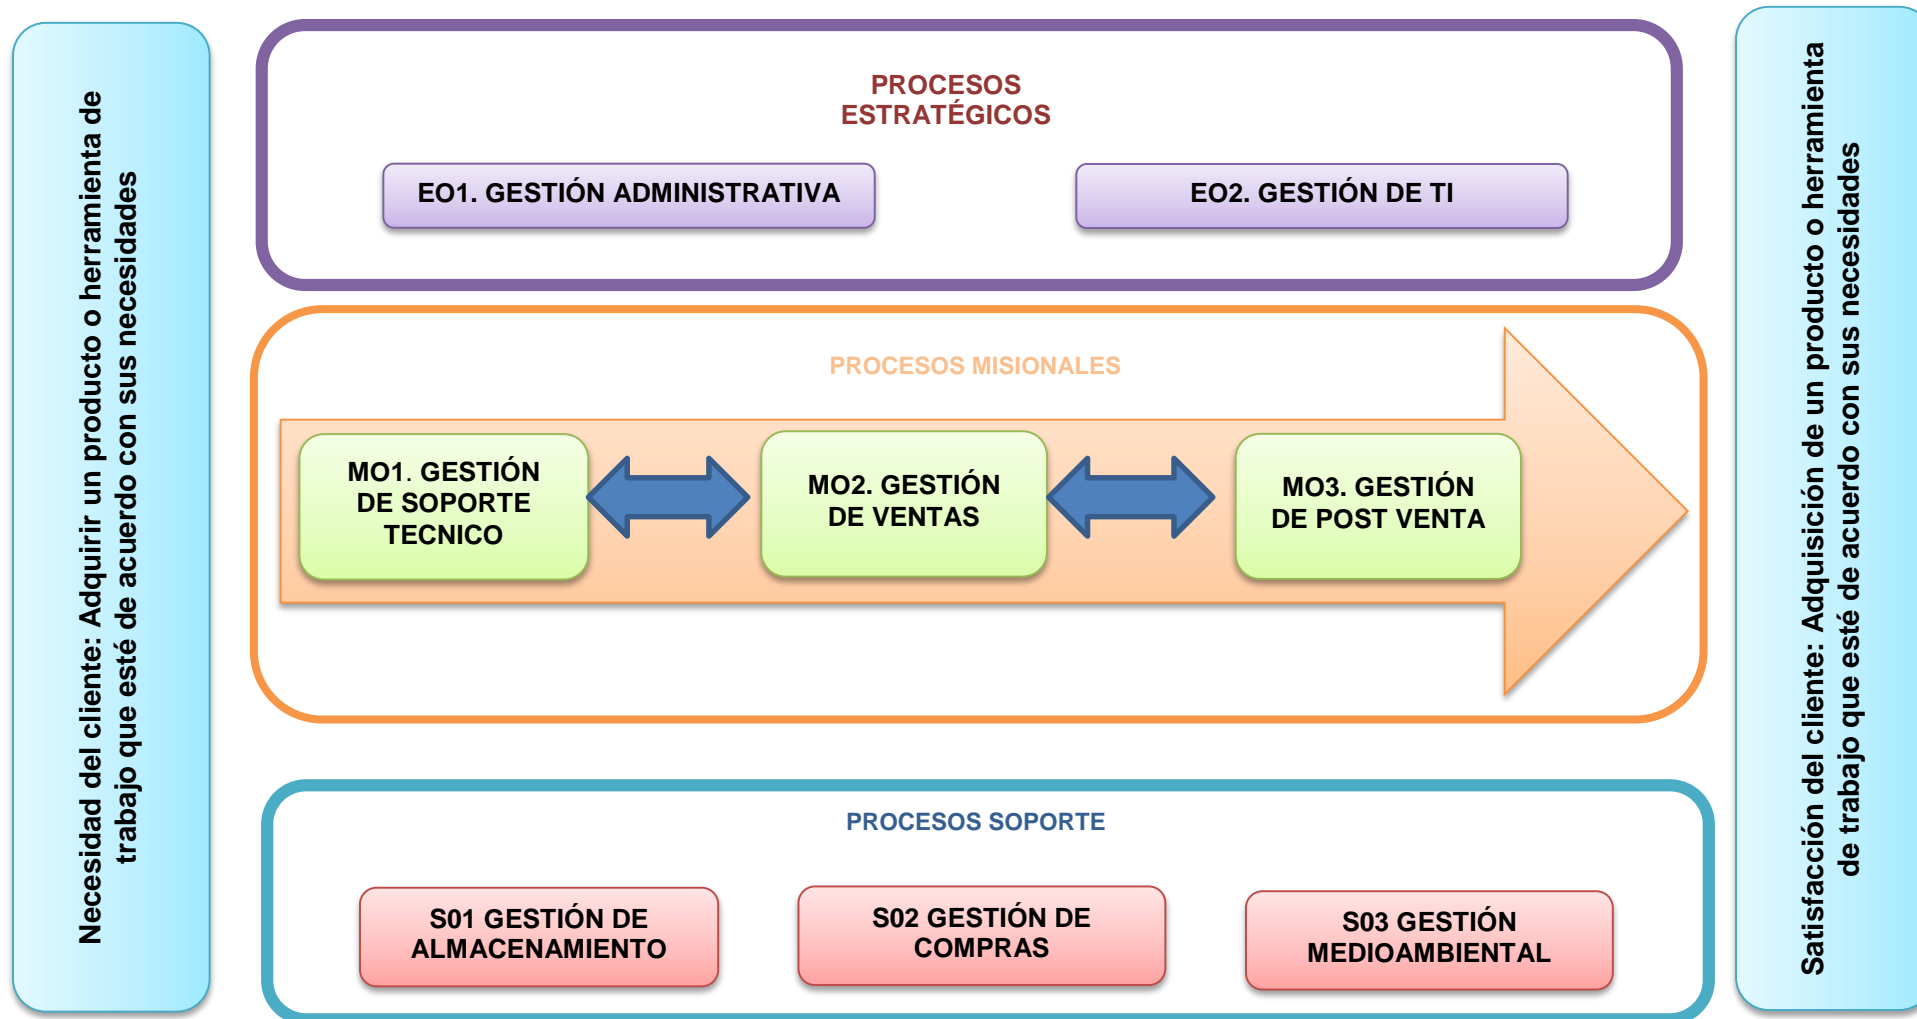 Necesidad del cliente: Adquirir un producto o herramienta de
trabajo que esté de acuerdo con sus necesidades
PROCESOS
ESTRATÉGICOS
EO1. GESTIÓN ADMINISTRATIVA
EO2. GESTIÓN DE TI
PROCESOS MISIONALES
MO1. GESTIÓN
DE SOPORTE
TECNICO
MO2. GESTIÓN
DE VENTAS
MO3. GESTIÓN
DE POST VENTA
PROCESOS SOPORTE
S01 GESTIÓN DE
ALMACENAMIENTO
S02 GESTIÓN DE
COMPRAS
S03 GESTIÓN
MEDIOAMBIENTAL
Satisfacción del cliente: Adquisición de un producto o herramienta
de trabajo que esté de acuerdo con sus necesidades